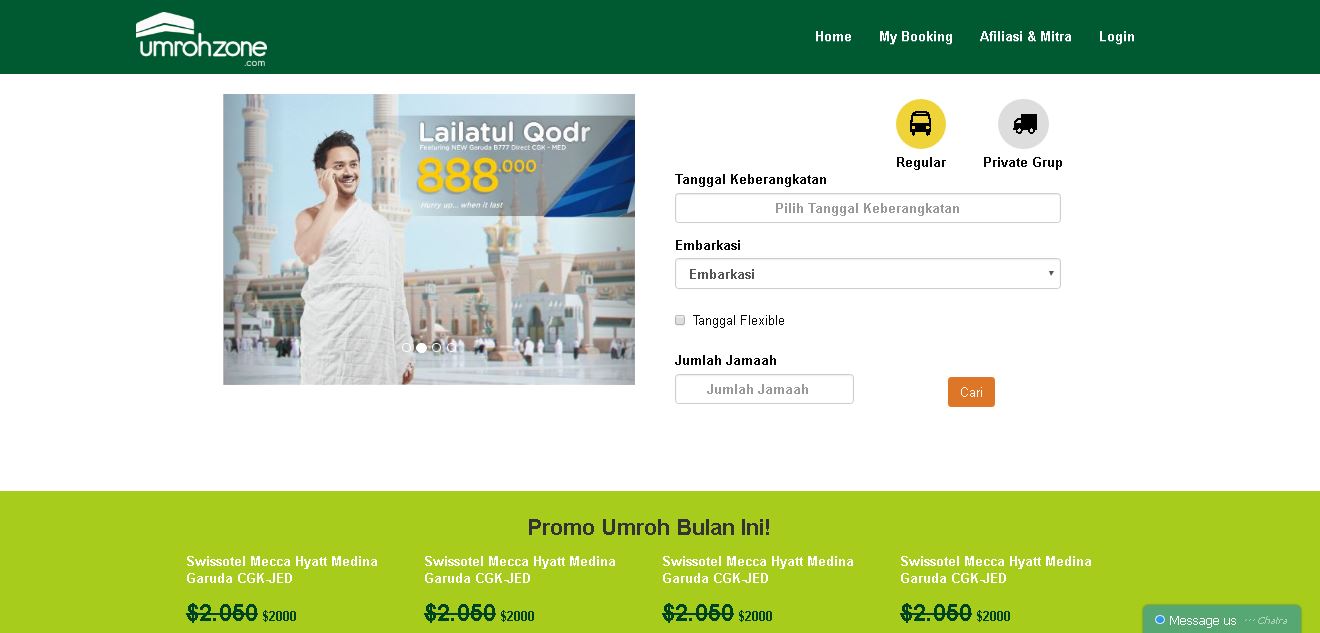 umrohzone
.com
Home
My Booking
Afiliasi & Mitra
Login
Lailatul Qodr
Featuring NEW Garuda B777 Direct CGK - MED
888.000
Hurry up... when it last
Regular
Private Grup
Tanggal Keberangkatan
Pilih Tanggal Keberangkatan
Embarkasi
Embarkasi
Tanggal Flexible
Jumlah Jamaah
Jumlah Jamaah
Cari
Promo Umroh Bulan Ini!
Swissotel Mecca Hyatt Medina
Garuda CGK-JED
$2.050 $2000
Swissotel Mecca Hyatt Medina
Garuda CGK-JED
$2.050 $2000
Swissotel Mecca Hyatt Medina
Garuda CGK-JED
$2.050 $2000
Swissotel Mecca Hyatt Medina
Garuda CGK-JED
$2.050 $2000
Message us ··· Chatra